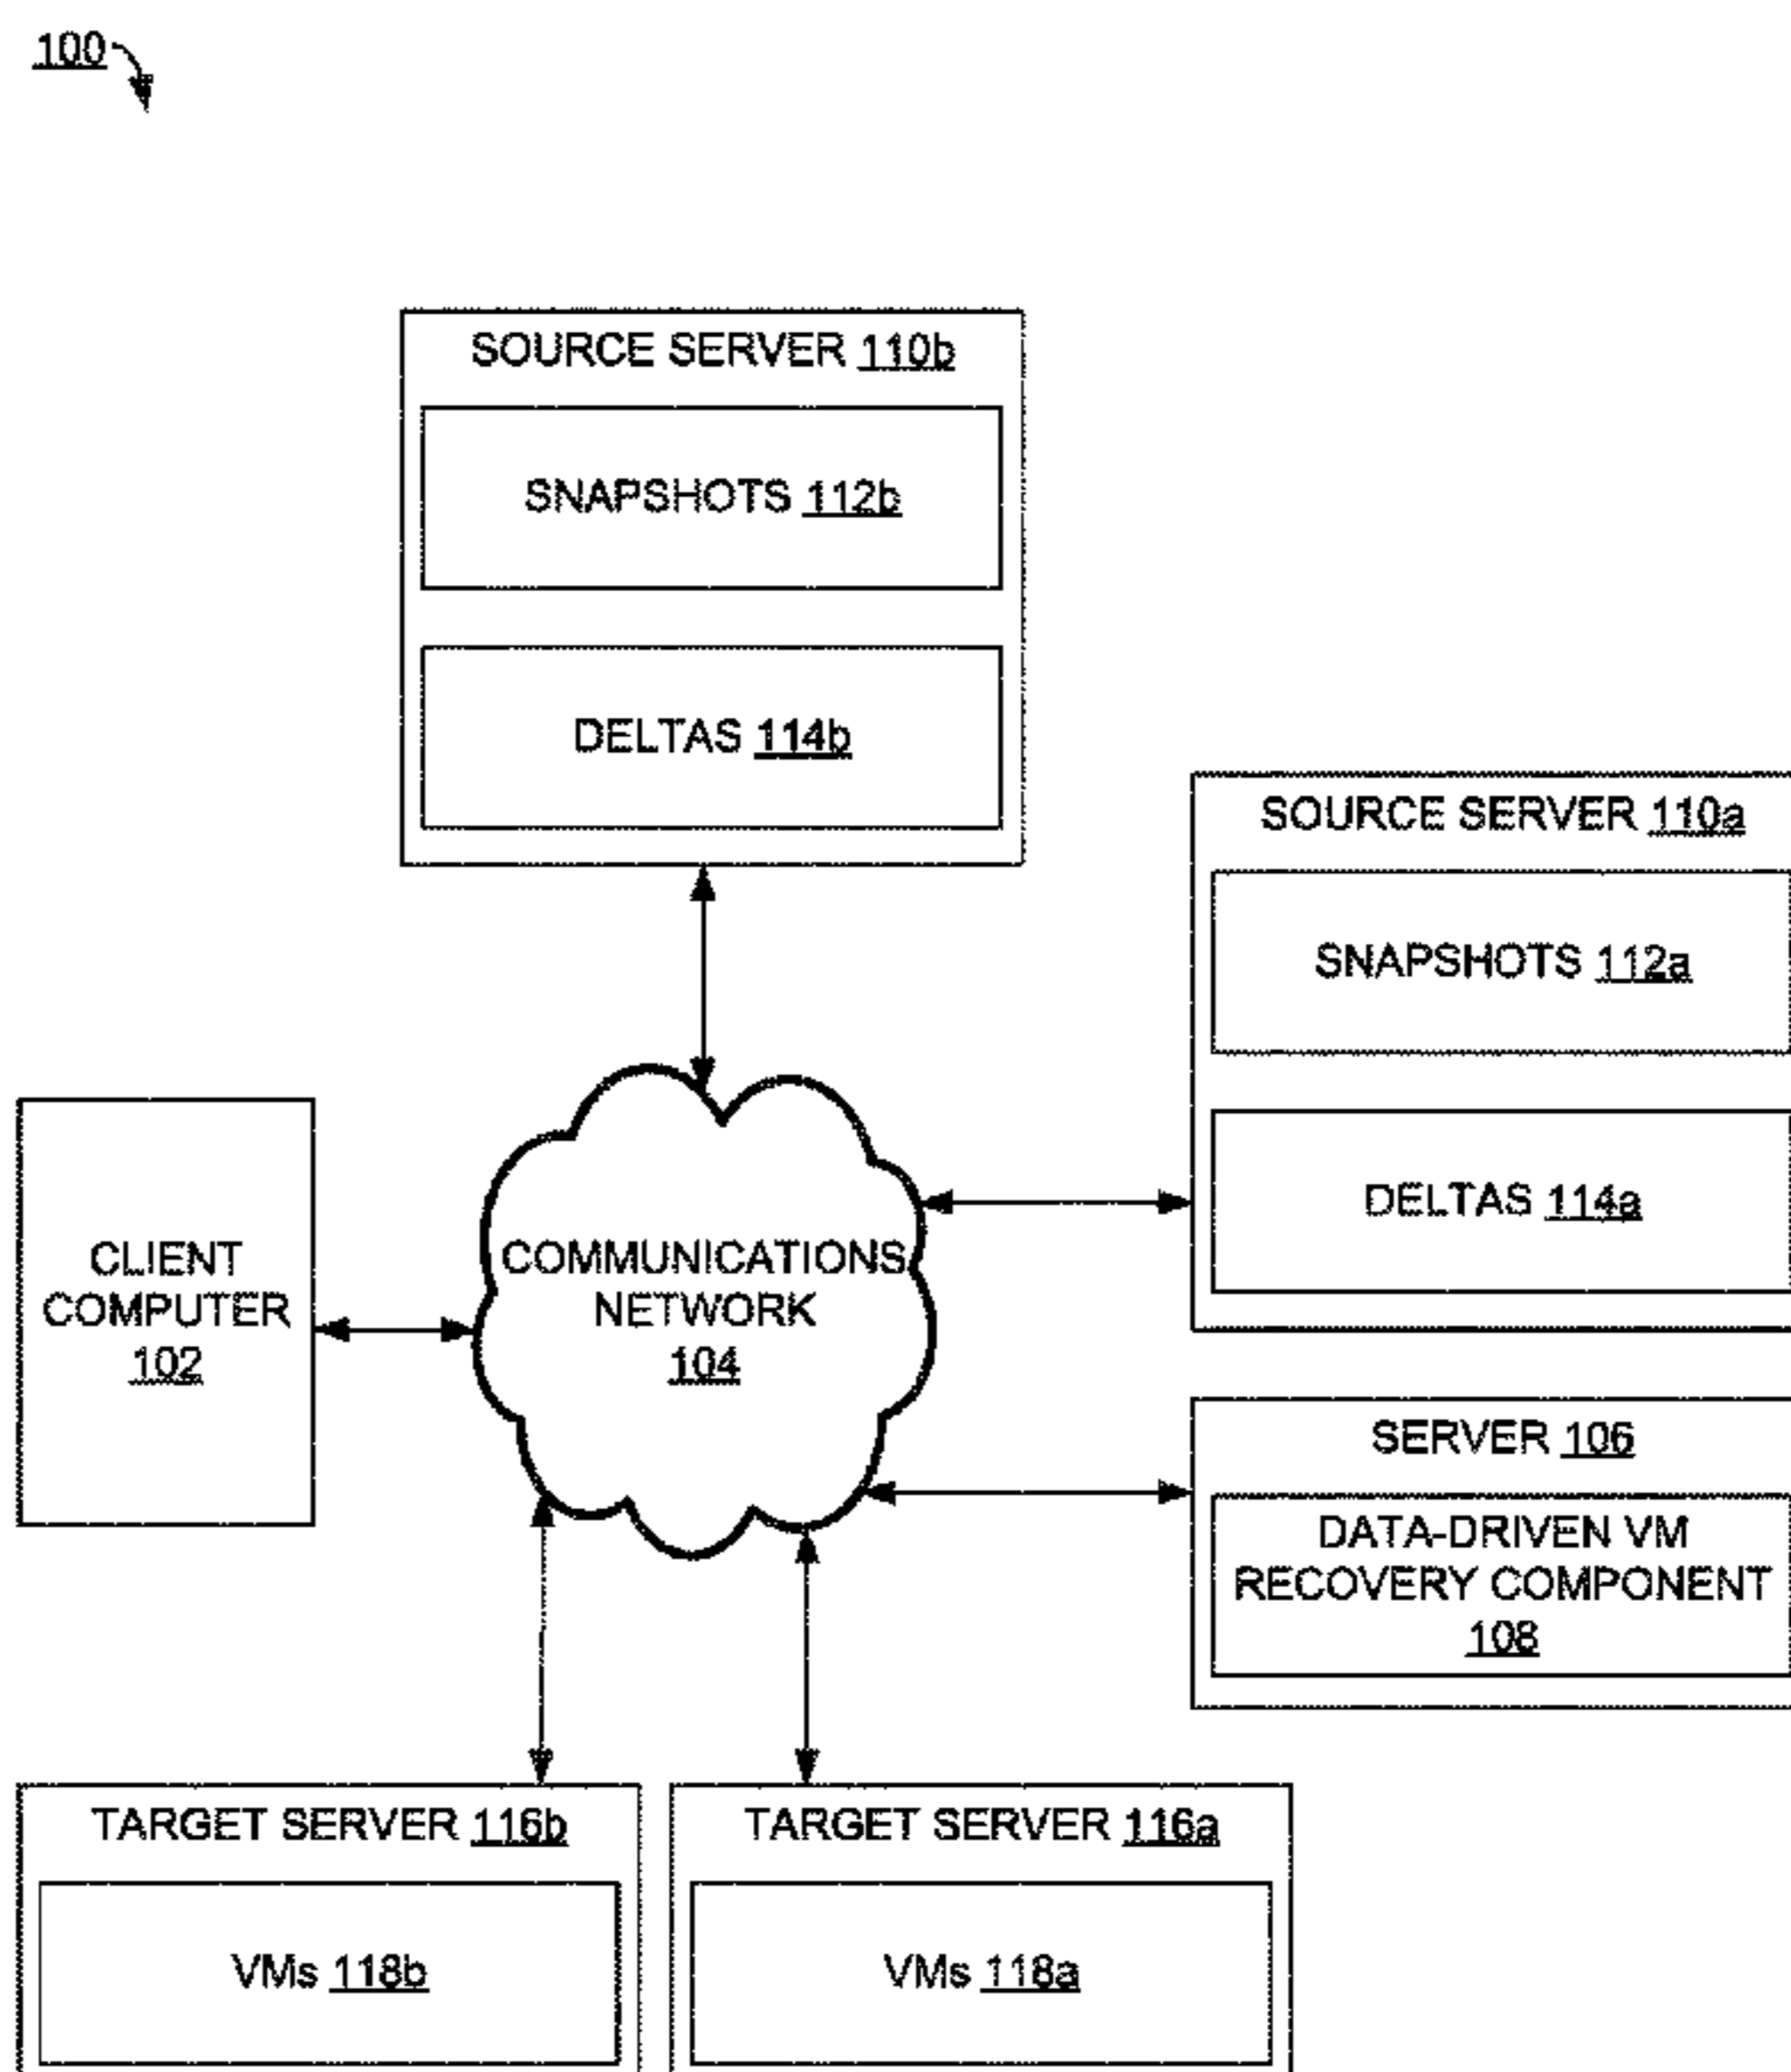 100
SOURCE SERVER 110b
SNAPSHOTS 112b
DELTAS 114b
SOURCE SERVER 110a
SNAPSHOTS 112a
DELTAS 114a
CLIENT
COMPUTER
102
COMMUNICATIONS
NETWORK
104
SERVER 106
DATA-DRIVEN VM
RECOVERY COMPONENT
108
TARGET SERVER 116b
VMs 118b
TARGET SERVER 116a
VMs 118a